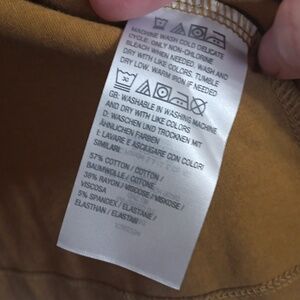 MACHINE WASH COLD DELICATE
CYCLE. ONLY NON-CHLORINE
BLEACH WHEN NEEDED. WASH AND
DRY WITH LIKE COLORS. TUMBLE
DRY LOW, WARM IRON IF NEEDED
GB: WASHABLE IN WASHING MACHINE
AND DRY WITH LIKE COLORS
D: WASCHEN UND TROCKNEN MIT
ÄHNLICHEN FARBEN
I: LAVARE E ASCIUGARE CON COLORI
SIMILARI.
57% COTTON / COTTON /
BAUMWOLLE / COTONE
38% RAYON / VISCOSE / VISKOSE /
VISCOSA
5% SPANDEX / ELASTANE /
ELASTHAN / ELASTAN